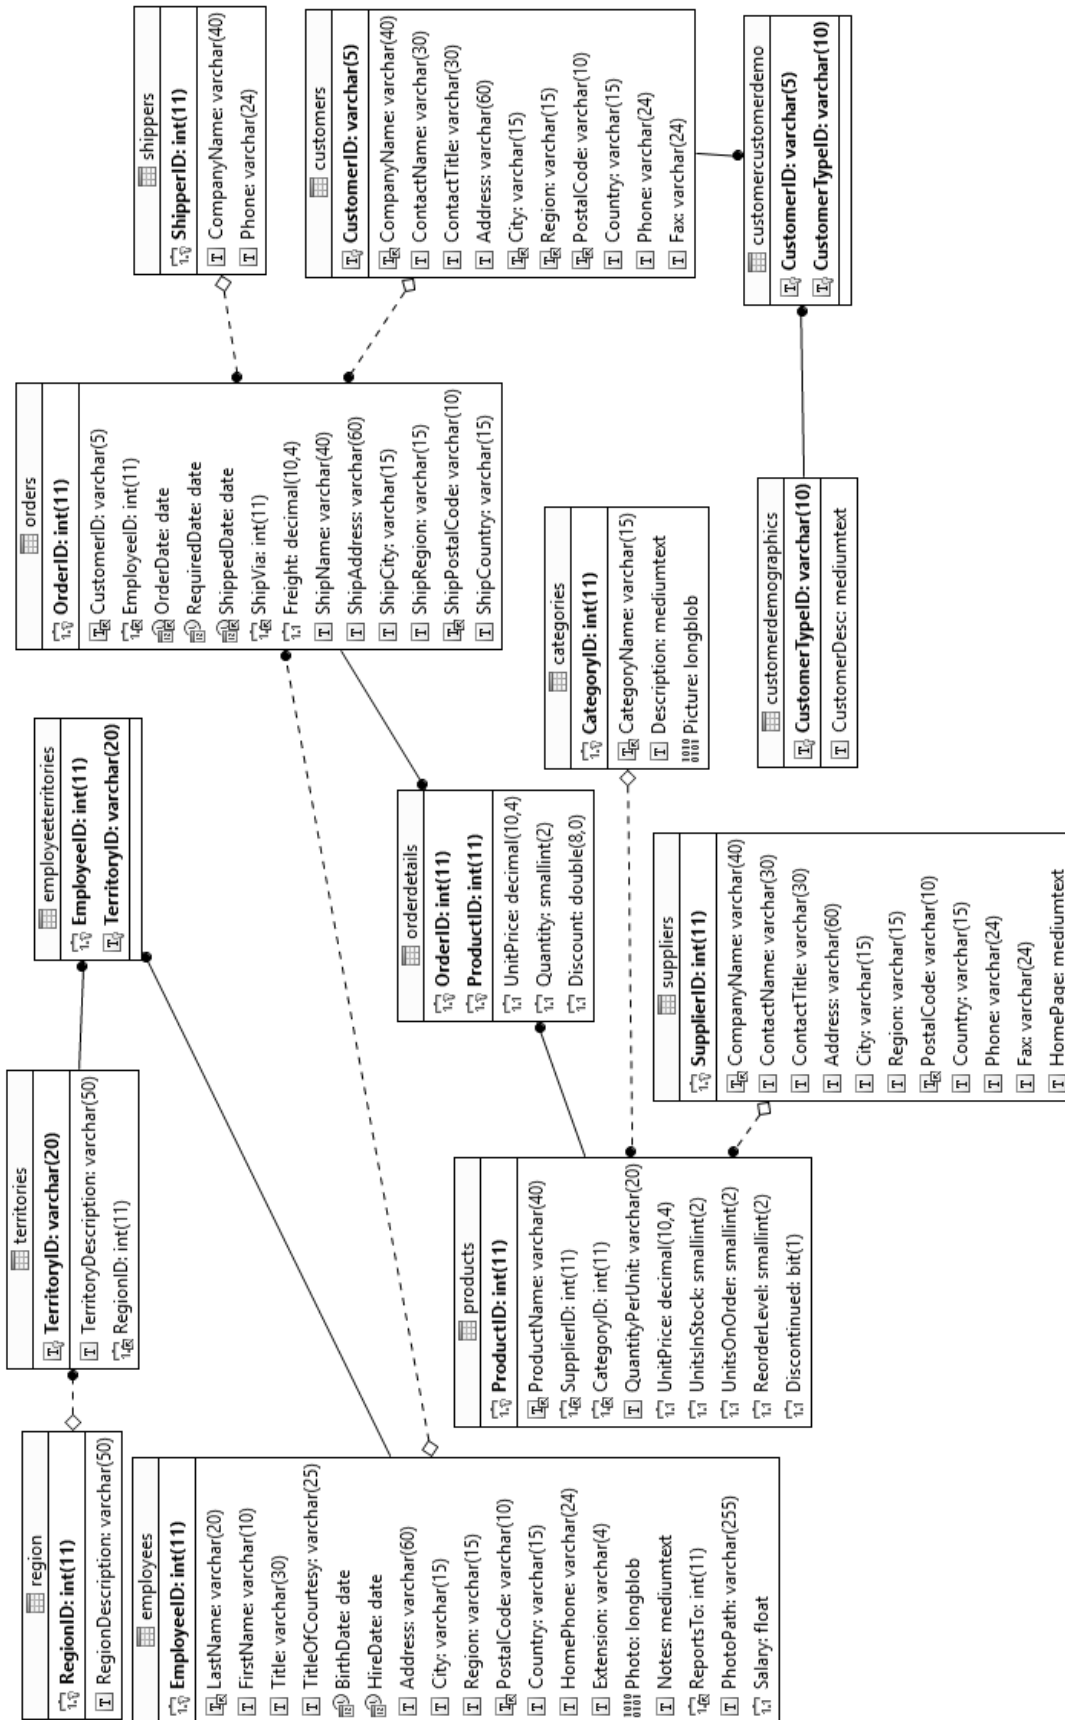 region
RegionID: int(11)
RegionDescription: varchar(50)
territories
TerritoryID: varchar(20)
TerritoryDescription: varchar(50)
RegionID: int(11)
employeeterritories
EmployeeID: int(11)
TerritoryID: varchar(20)
orders
OrderID: int(11)
CustomerID: varchar(5)
EmployeeID: int(11)
OrderDate: date
RequiredDate: date
ShippedDate: date
ShipVia: int(11)
Freight: decimal(10,4)
ShipName: varchar(40)
ShipAddress: varchar(60)
ShipCity: varchar(15)
ShipRegion: varchar(15)
ShipPostalCode: varchar(10)
ShipCountry: varchar(15)
shippers
ShipperID: int(11)
CompanyName: varchar(40)
Phone: varchar(24)
employees
EmployeeID: int(11)
LastName: varchar(20)
FirstName: varchar(10)
Title: varchar(30)
TitleOfCourtesy: varchar(25)
BirthDate: date
HireDate: date
Address: varchar(60)
City: varchar(15)
Region: varchar(15)
PostalCode: varchar(10)
Country: varchar(15)
HomePhone: varchar(24)
Extension: varchar(4)
Photo: longblob
Notes: mediumtext
ReportsTo: int(11)
PhotoPath: varchar(255)
Salary: float
customers
CustomerID: varchar(5)
CompanyName: varchar(40)
ContactName: varchar(30)
ContactTitle: varchar(30)
Address: varchar(60)
City: varchar(15)
Region: varchar(15)
PostalCode: varchar(10)
Country: varchar(15)
Phone: varchar(24)
Fax: varchar(24)
orderdetails
OrderID: int(11)
ProductID: int(11)
UnitPrice: decimal(10,4)
Quantity: smallint(2)
Discount: double(8,0)
products
ProductID: int(11)
ProductName: varchar(40)
SupplierID: int(11)
CategoryID: int(11)
QuantityPerUnit: varchar(20)
UnitPrice: decimal(10,4)
UnitsInStock: smallint(2)
UnitsOnOrder: smallint(2)
ReorderLevel: smallint(2)
Discontinued: bit(1)
categories
CategoryID: int(11)
CategoryName: varchar(15)
Description: mediumtext
Picture: longblob
suppliers
SupplierID: int(11)
CompanyName: varchar(40)
ContactName: varchar(30)
ContactTitle: varchar(30)
Address: varchar(60)
City: varchar(15)
Region: varchar(15)
PostalCode: varchar(10)
Country: varchar(15)
Phone: varchar(24)
Fax: varchar(24)
HomePage: mediumtext
customerdemographics
CustomerTypeID: varchar(10)
CustomerDesc: mediumtext
customercustomerdemo
CustomerID: varchar(5)
CustomerTypeID: varchar(10)